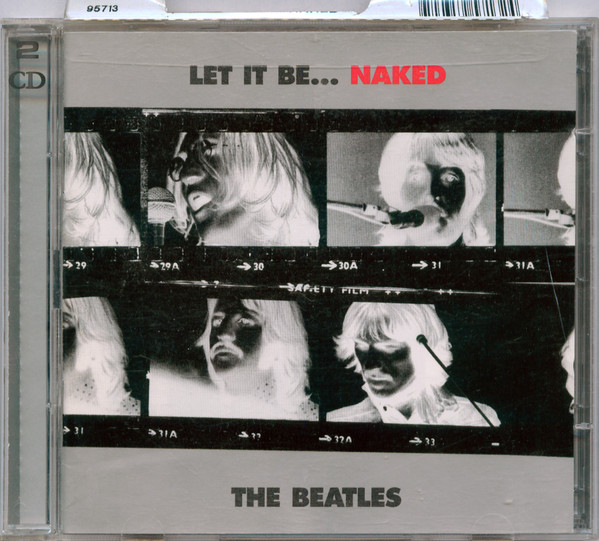 95713
2
CD
LET IT BE... NAKED
→29 →29A →30 →30A →31 →31A
SAFETY FILM
→31 →31A →32 →32A →33
THE BEATLES